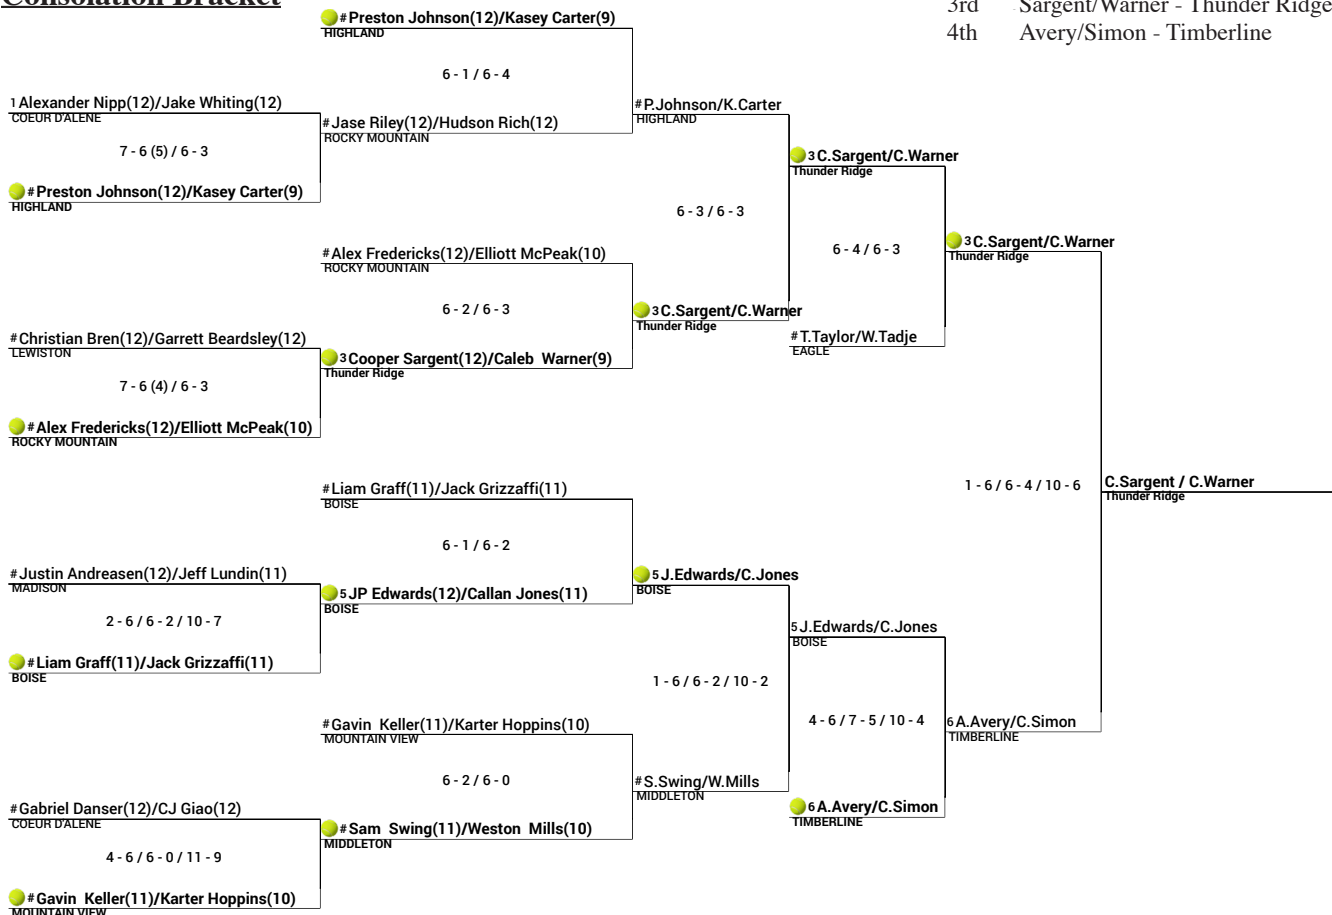 Consolation Bracket
3rd Sargent/Warner - Thunder Ridge
4th Avery/Simon - Timberline
# Preston Johnson(12)/Kasey Carter(9)
HIGHLAND
6 - 1 / 6 - 4
1 Alexander Nipp(12)/Jake Whiting(12)
COEUR D'ALENE
7 - 6 (5) / 6 - 3
# Preston Johnson(12)/Kasey Carter(9)
HIGHLAND
# Jase Riley(12)/Hudson Rich(12)
ROCKY MOUNTAIN
# P.Johnson/K.Carter
HIGHLAND
6 - 3 / 6 - 3
3 C.Sargent/C.Warner
Thunder Ridge
6 - 4 / 6 - 3
3 C.Sargent/C.Warner
Thunder Ridge
# Alex Fredericks(12)/Elliott McPeak(10)
ROCKY MOUNTAIN
6 - 2 / 6 - 3
3 C.Sargent/C.Warner
Thunder Ridge
# T.Taylor/W.Tadje
EAGLE
# Christian Bren(12)/Garrett Beardsley(12)
LEWISTON
7 - 6 (4) / 6 - 3
# Alex Fredericks(12)/Elliott McPeak(10)
ROCKY MOUNTAIN
3 Cooper Sargent(12)/Caleb Warner(9)
Thunder Ridge
1 - 6 / 6 - 4 / 10 - 6
C.Sargent / C.Warner
Thunder Ridge
# Liam Graff(11)/Jack Grizzaffi(11)
BOISE
6 - 1 / 6 - 2
# Justin Andreasen(12)/Jeff Lundin(11)
MADISON
2 - 6 / 6 - 2 / 10 - 7
# Liam Graff(11)/Jack Grizzaffi(11)
BOISE
5 JP Edwards(12)/Callan Jones(11)
BOISE
5 J.Edwards/C.Jones
BOISE
1 - 6 / 6 - 2 / 10 - 2
5 J.Edwards/C.Jones
BOISE
4 - 6 / 7 - 5 / 10 - 4
6 A.Avery/C.Simon
TIMBERLINE
# Gavin Keller(11)/Karter Hoppins(10)
MOUNTAIN VIEW
6 - 2 / 6 - 0
# S.Swing/W.Mills
MIDDLETON
6 A.Avery/C.Simon
TIMBERLINE
# Gabriel Danser(12)/CJ Giao(12)
COEUR D'ALENE
4 - 6 / 6 - 0 / 11 - 9
# Sam Swing(11)/Weston Mills(10)
MIDDLETON
# Gavin Keller(11)/Karter Hoppins(10)
MOUNTAIN VIEW